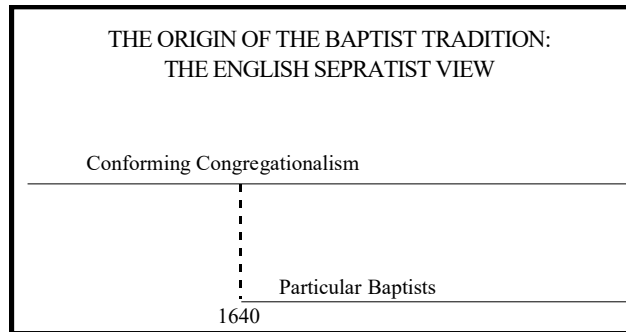 THE ORIGIN OF THE BAPTIST TRADITION:
THE ENGLISH SEPRATIST VIEW
Conforming Congregationalism
Particular Baptists
1640